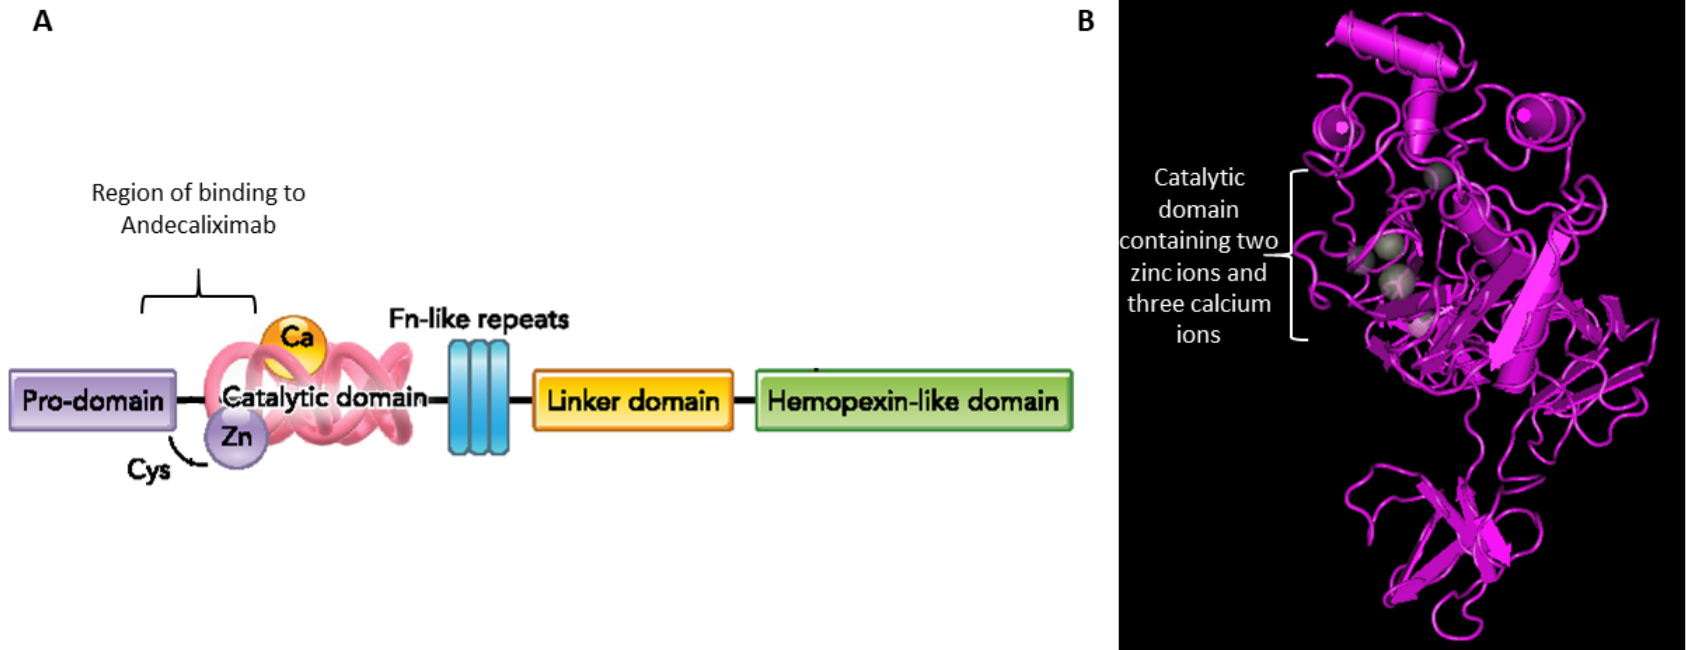 A
Region of binding to
Andecaliximab
Ca
Fn-like repeats
Pro-domain
Catalytic domain
Linker domain
Hemopexin-like domain
Zn
Cys
B
Catalytic
domain
containing two
zinc ions and
three calcium
ions